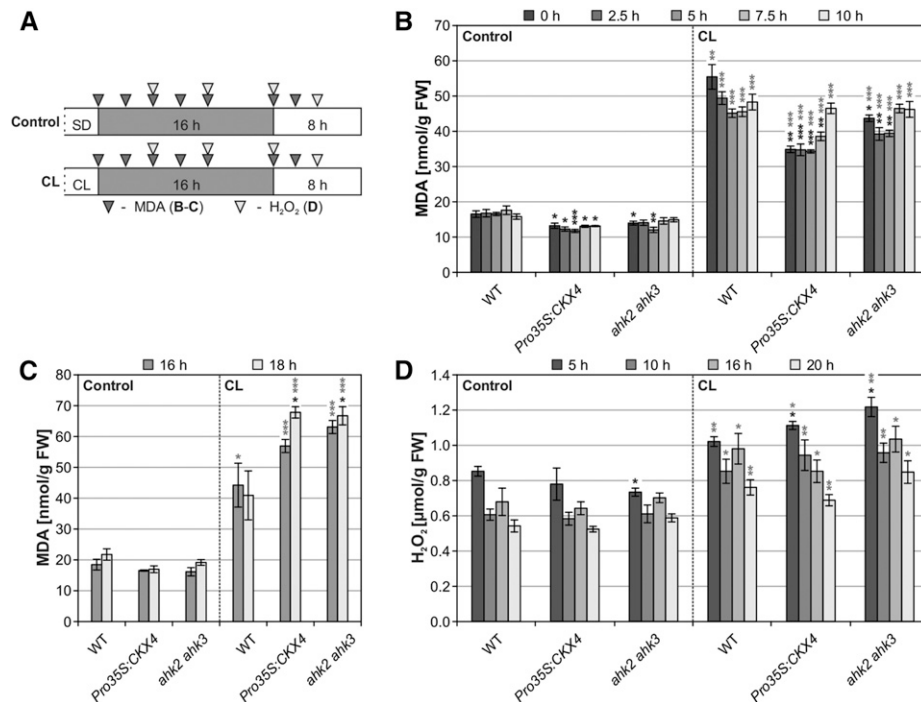 A
Control
SD
16 h
8 h
CL
CL
16 h
8 h
- MDA (B-C)
- H₂O₂ (D)
B
0 h 2.5 h 5 h 7.5 h 10 h
Control
CL
MDA [nmol/g FW]
80
70
60
50
40
30
20
10
0
WT
Pro35S:CKX4
ahk2 ahk3
WT
Pro35S:CKX4
ahk2 ahk3
C
16 h 18 h
Control
CL
MDA [nmol/g FW]
80
70
60
50
40
30
20
10
0
WT
Pro35S:CKX4
ahk2 ahk3
WT
Pro35S:CKX4
ahk2 ahk3
D
5 h 10 h 16 h 20 h
Control
CL
H₂O₂ [µmol/g FW]
1.4
1.2
1.0
0.8
0.6
0.4
0.2
0.0
WT
Pro35S:CKX4
ahk2 ahk3
WT
Pro35S:CKX4
ahk2 ahk3